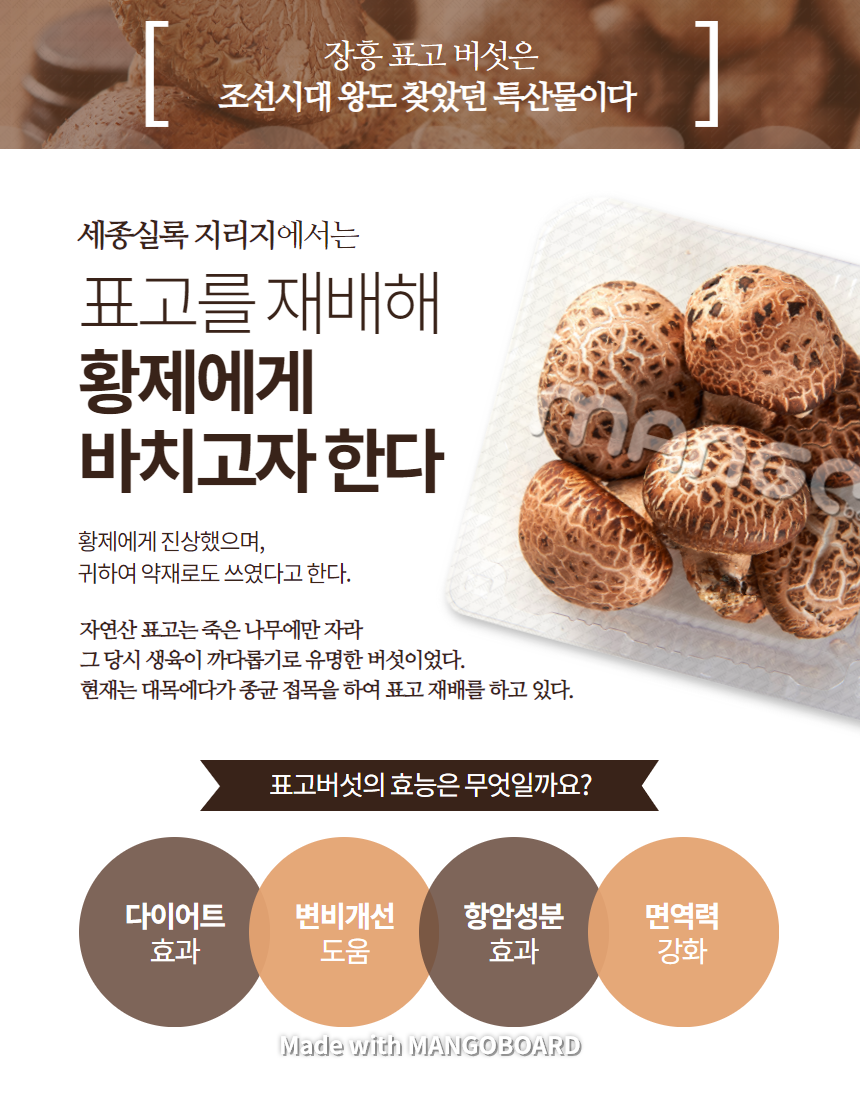 장흥 표고 버섯은
조선시대 왕도 찾았던 특산물이다
세종실록 지리지에서는
표고를 재배해
황제에게
바치고자 한다
황제에게 진상했으며,
귀하여 약재로도 쓰였다고 한다.
자연산 표고는 죽은 나무에만 자라
그 당시 생육이 까다롭기로 유명한 버섯이었다.
현재는 대목에다가 종균 접목을 하여 표고 재배를 하고 있다.
표고버섯의 효능은 무엇일까요?
다이어트
효과
변비개선
도움
항암성분
효과
면역력
강화
Made with MANGOBOARD